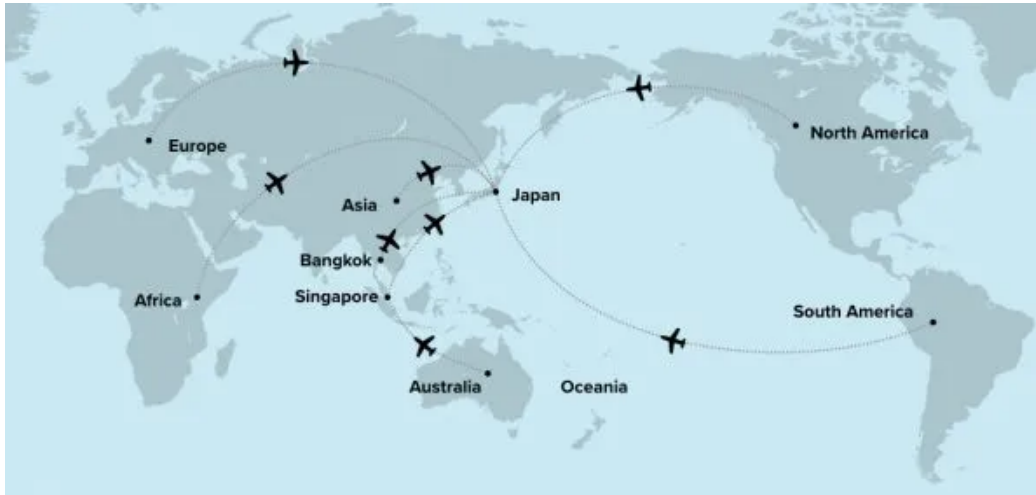 Europe
North America
Asia
Japan
Bangkok
Africa
Singapore
South America
Australia
Oceania